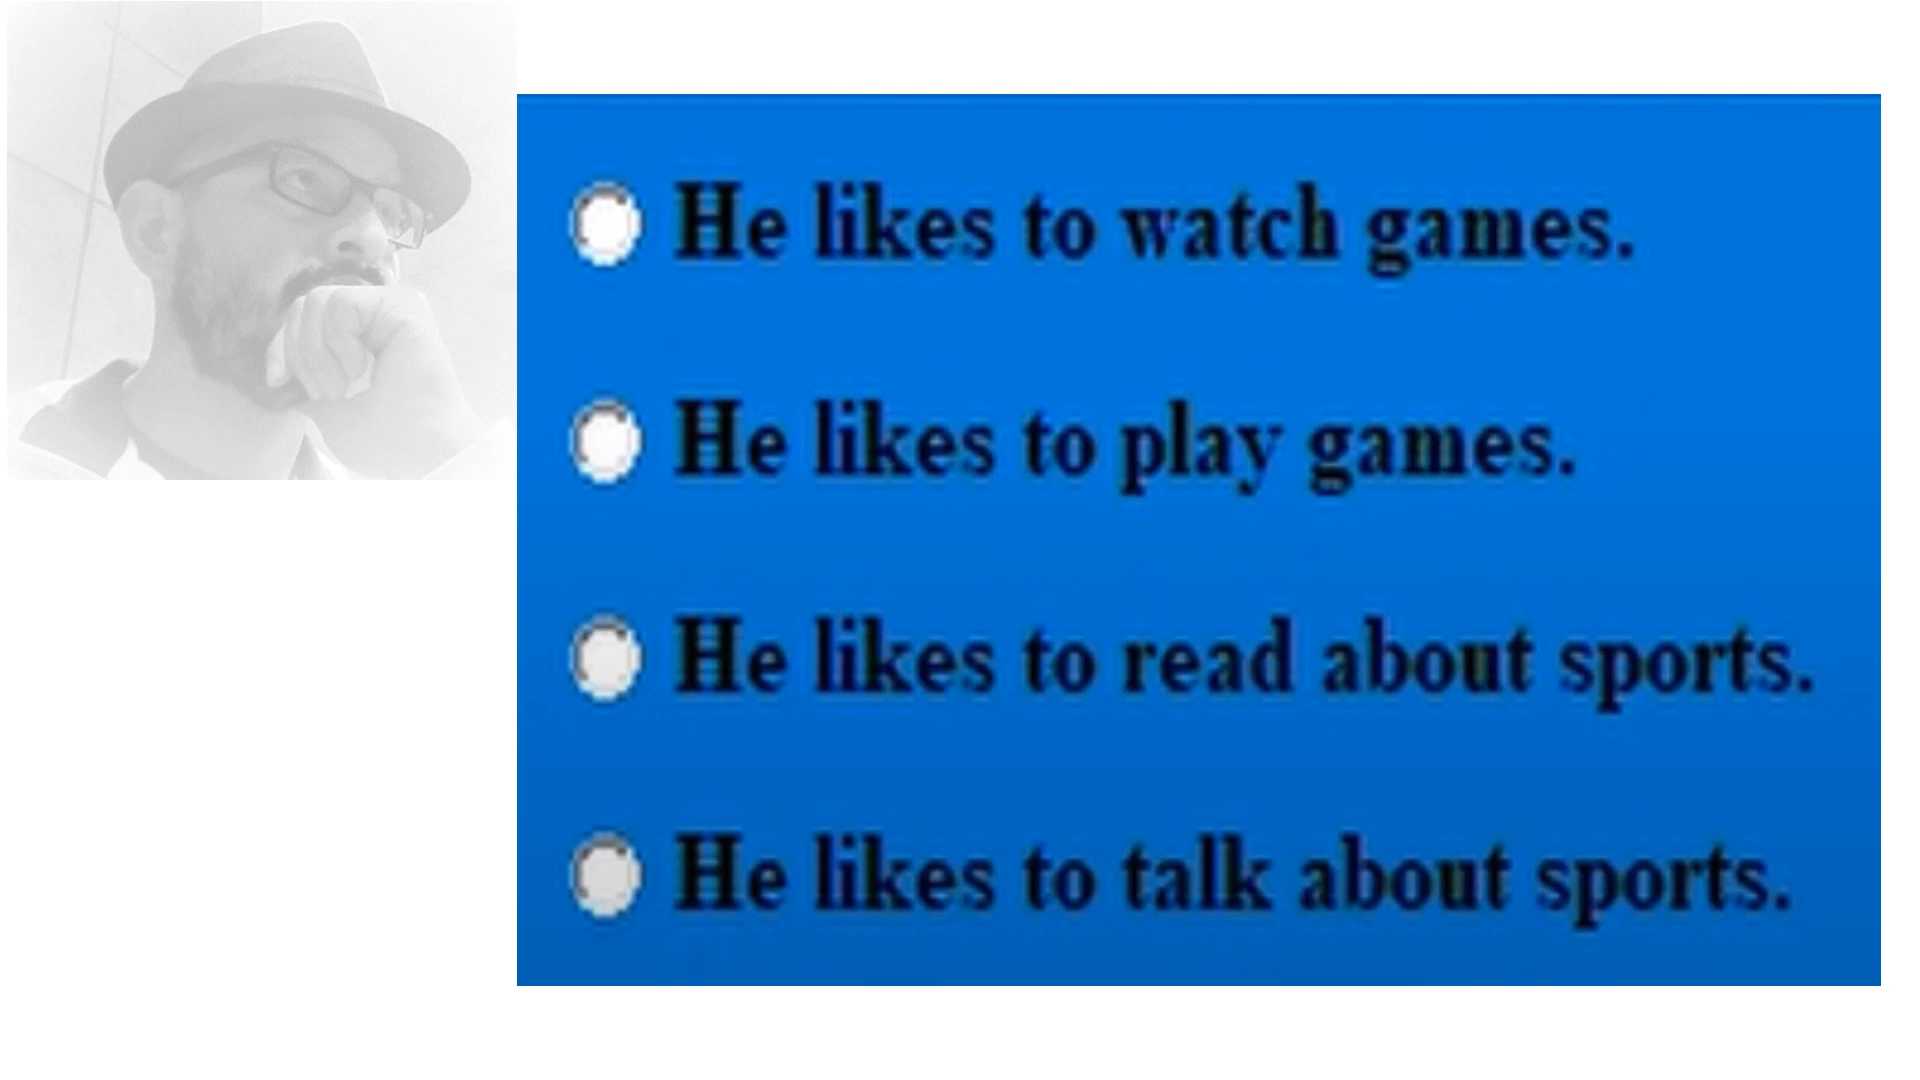 He likes to watch games.
He likes to play games.
He likes to read about sports.
He likes to talk about sports.